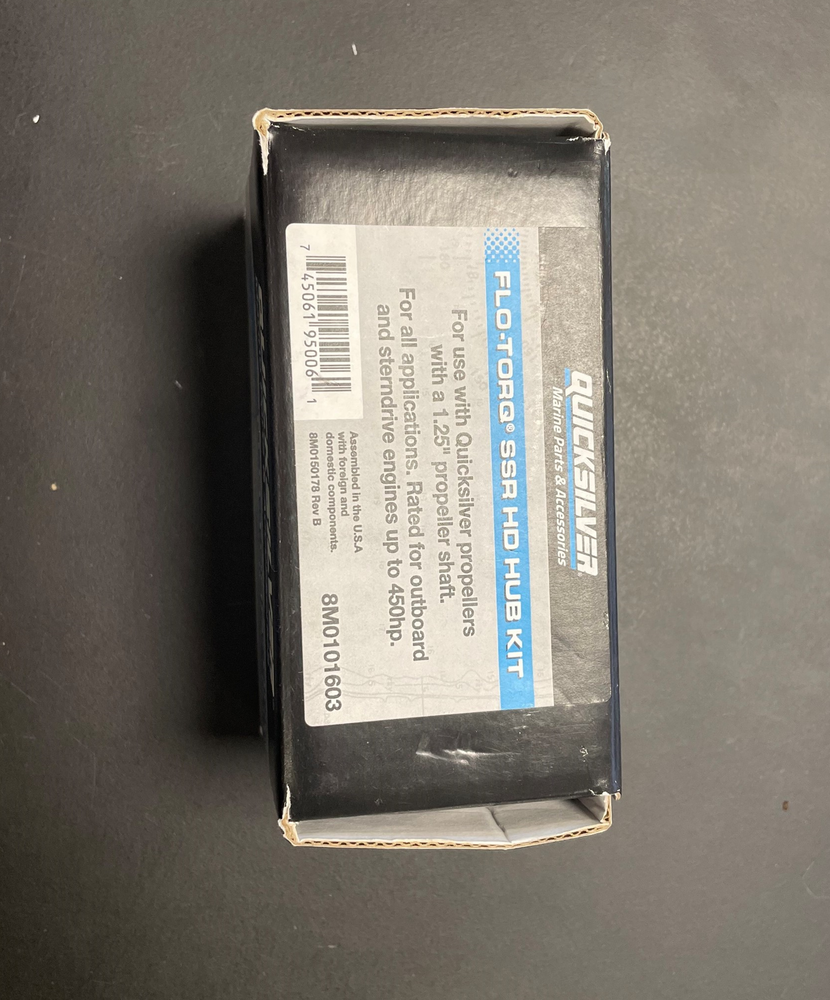 QUICKSILVER
Marine Parts & Accessories
FLO-TORQ® SSR HD HUB KIT
For use with Quicksilver propellers
with a 1.25" propeller shaft.
For all applications. Rated for outboard
and sterndrive engines up to 450hp.
7 45061 95006 1
Assembled in the U.S.A
with foreign and
domestic components.
8M0150178 Rev B
8M0101603